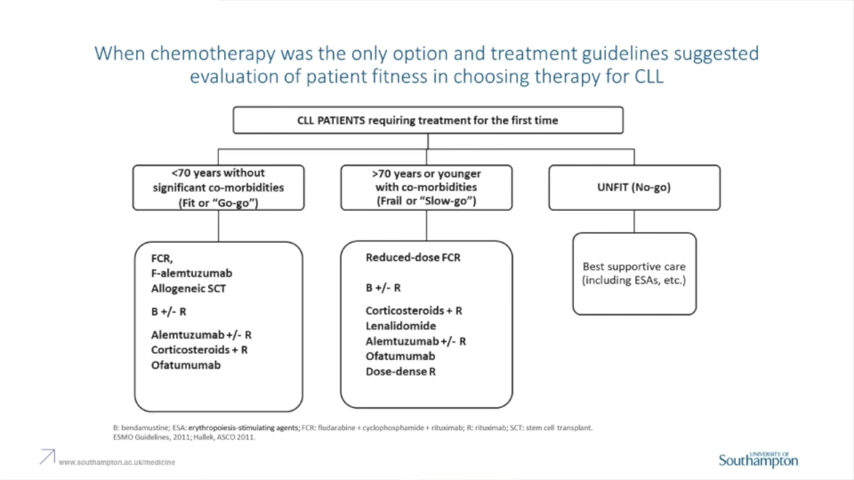 When chemotherapy was the only option and treatment guidelines suggested
evaluation of patient fitness in choosing therapy for CLL
CLL PATIENTS requiring treatment for the first time
<70 years without
significant co-morbidities
(Fit or “Go-go”)
>70 years or younger
with co-morbidities
(Frail or “Slow-go”)
UNFIT (No-go)
FCR,
F-alemtuzumab
Allogeneic SCT
B +/- R
Alemtuzumab +/- R
Corticosteroids + R
Ofatumumab
Reduced-dose FCR
B +/- R
Corticosteroids + R
Lenalidomide
Alemtuzumab +/- R
Ofatumumab
Dose-dense R
Best supportive care
(including ESAs, etc.)
B: bendamustine; ESA: erythropoiesis-stimulating agents; FCR: fludarabine + cyclophosphamide + rituximab; R: rituximab; SCT: stem cell transplant.
ESMO Guidelines, 2011; Hallek, ASCO 2011.
www.southampton.ac.uk/medicine
UNIVERSITY OF
Southampton